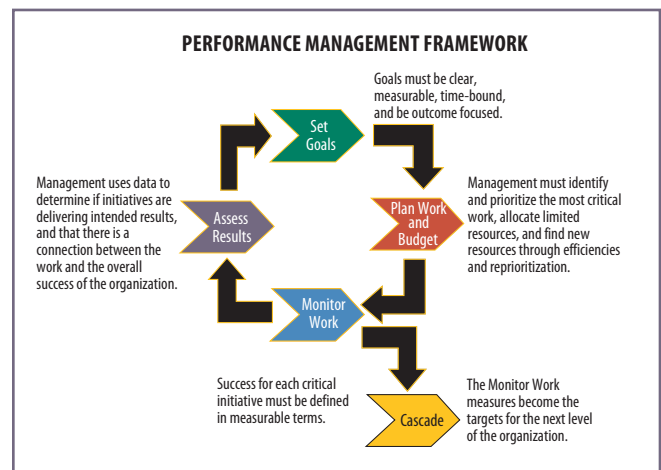 PERFORMANCE MANAGEMENT FRAMEWORK
Goals must be clear,
measurable, time-bound,
and be outcome focused.
Set
Goals
Management must identify
and prioritize the most critical
work, allocate limited
resources, and find new
resources through efficiencies
and reprioritization.
Plan Work
and
Budget
Management uses data to
determine if initiatives are
delivering intended results,
and that there is a
connection between the
work and the overall
success of the organization.
Assess
Results
Monitor
Work
Success for each critical
initiative must be defined
in measurable terms.
Cascade
The Monitor Work
measures become the
targets for the next level
of the organization.